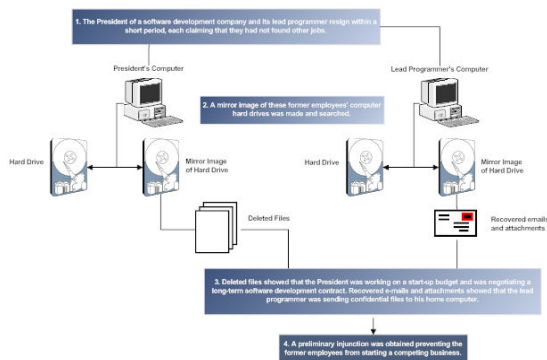 1. The President of a software development company and its lead programmer resign within a
short period, each claiming that they had not found other jobs.
President's Computer
Lead Programmer's Computer
2. A mirror image of these former employees' computer
hard drives was made and searched.
Hard Drive
Mirror Image
of Hard Drive
Hard Drive
Mirror Image
of Hard Drive
Deleted Files
Recovered emails
and attachments
3. Deleted files showed that the President was working on a start-up budget and was negotiating a
long-term software development contract. Recovered e-mails and attachments showed that the lead
programmer was sending confidential files to his home computer.
4. A preliminary injunction was obtained preventing the
former employees from starting a competing business.